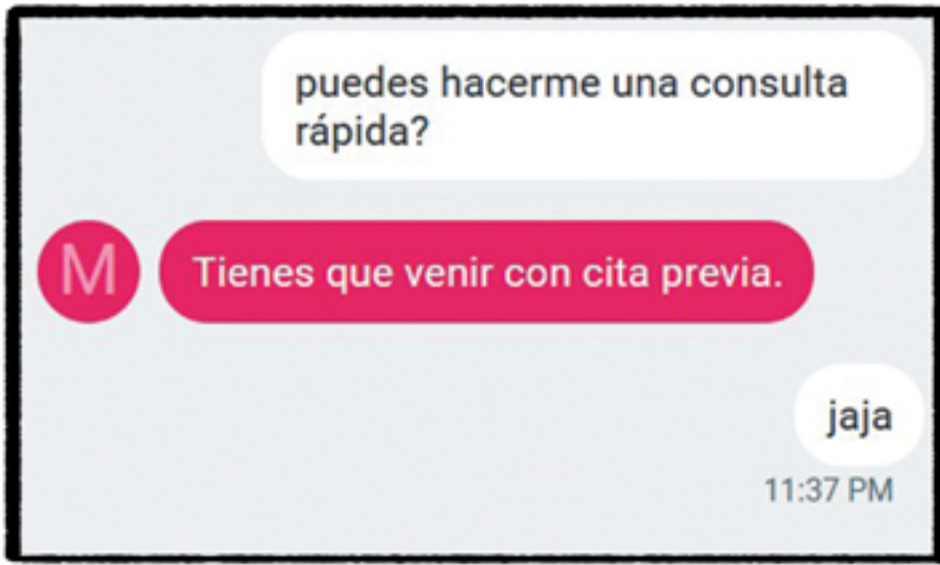 puedes hacerme una consulta
rápida?
M
Tienes que venir con cita previa.
jaja
11:37 PM